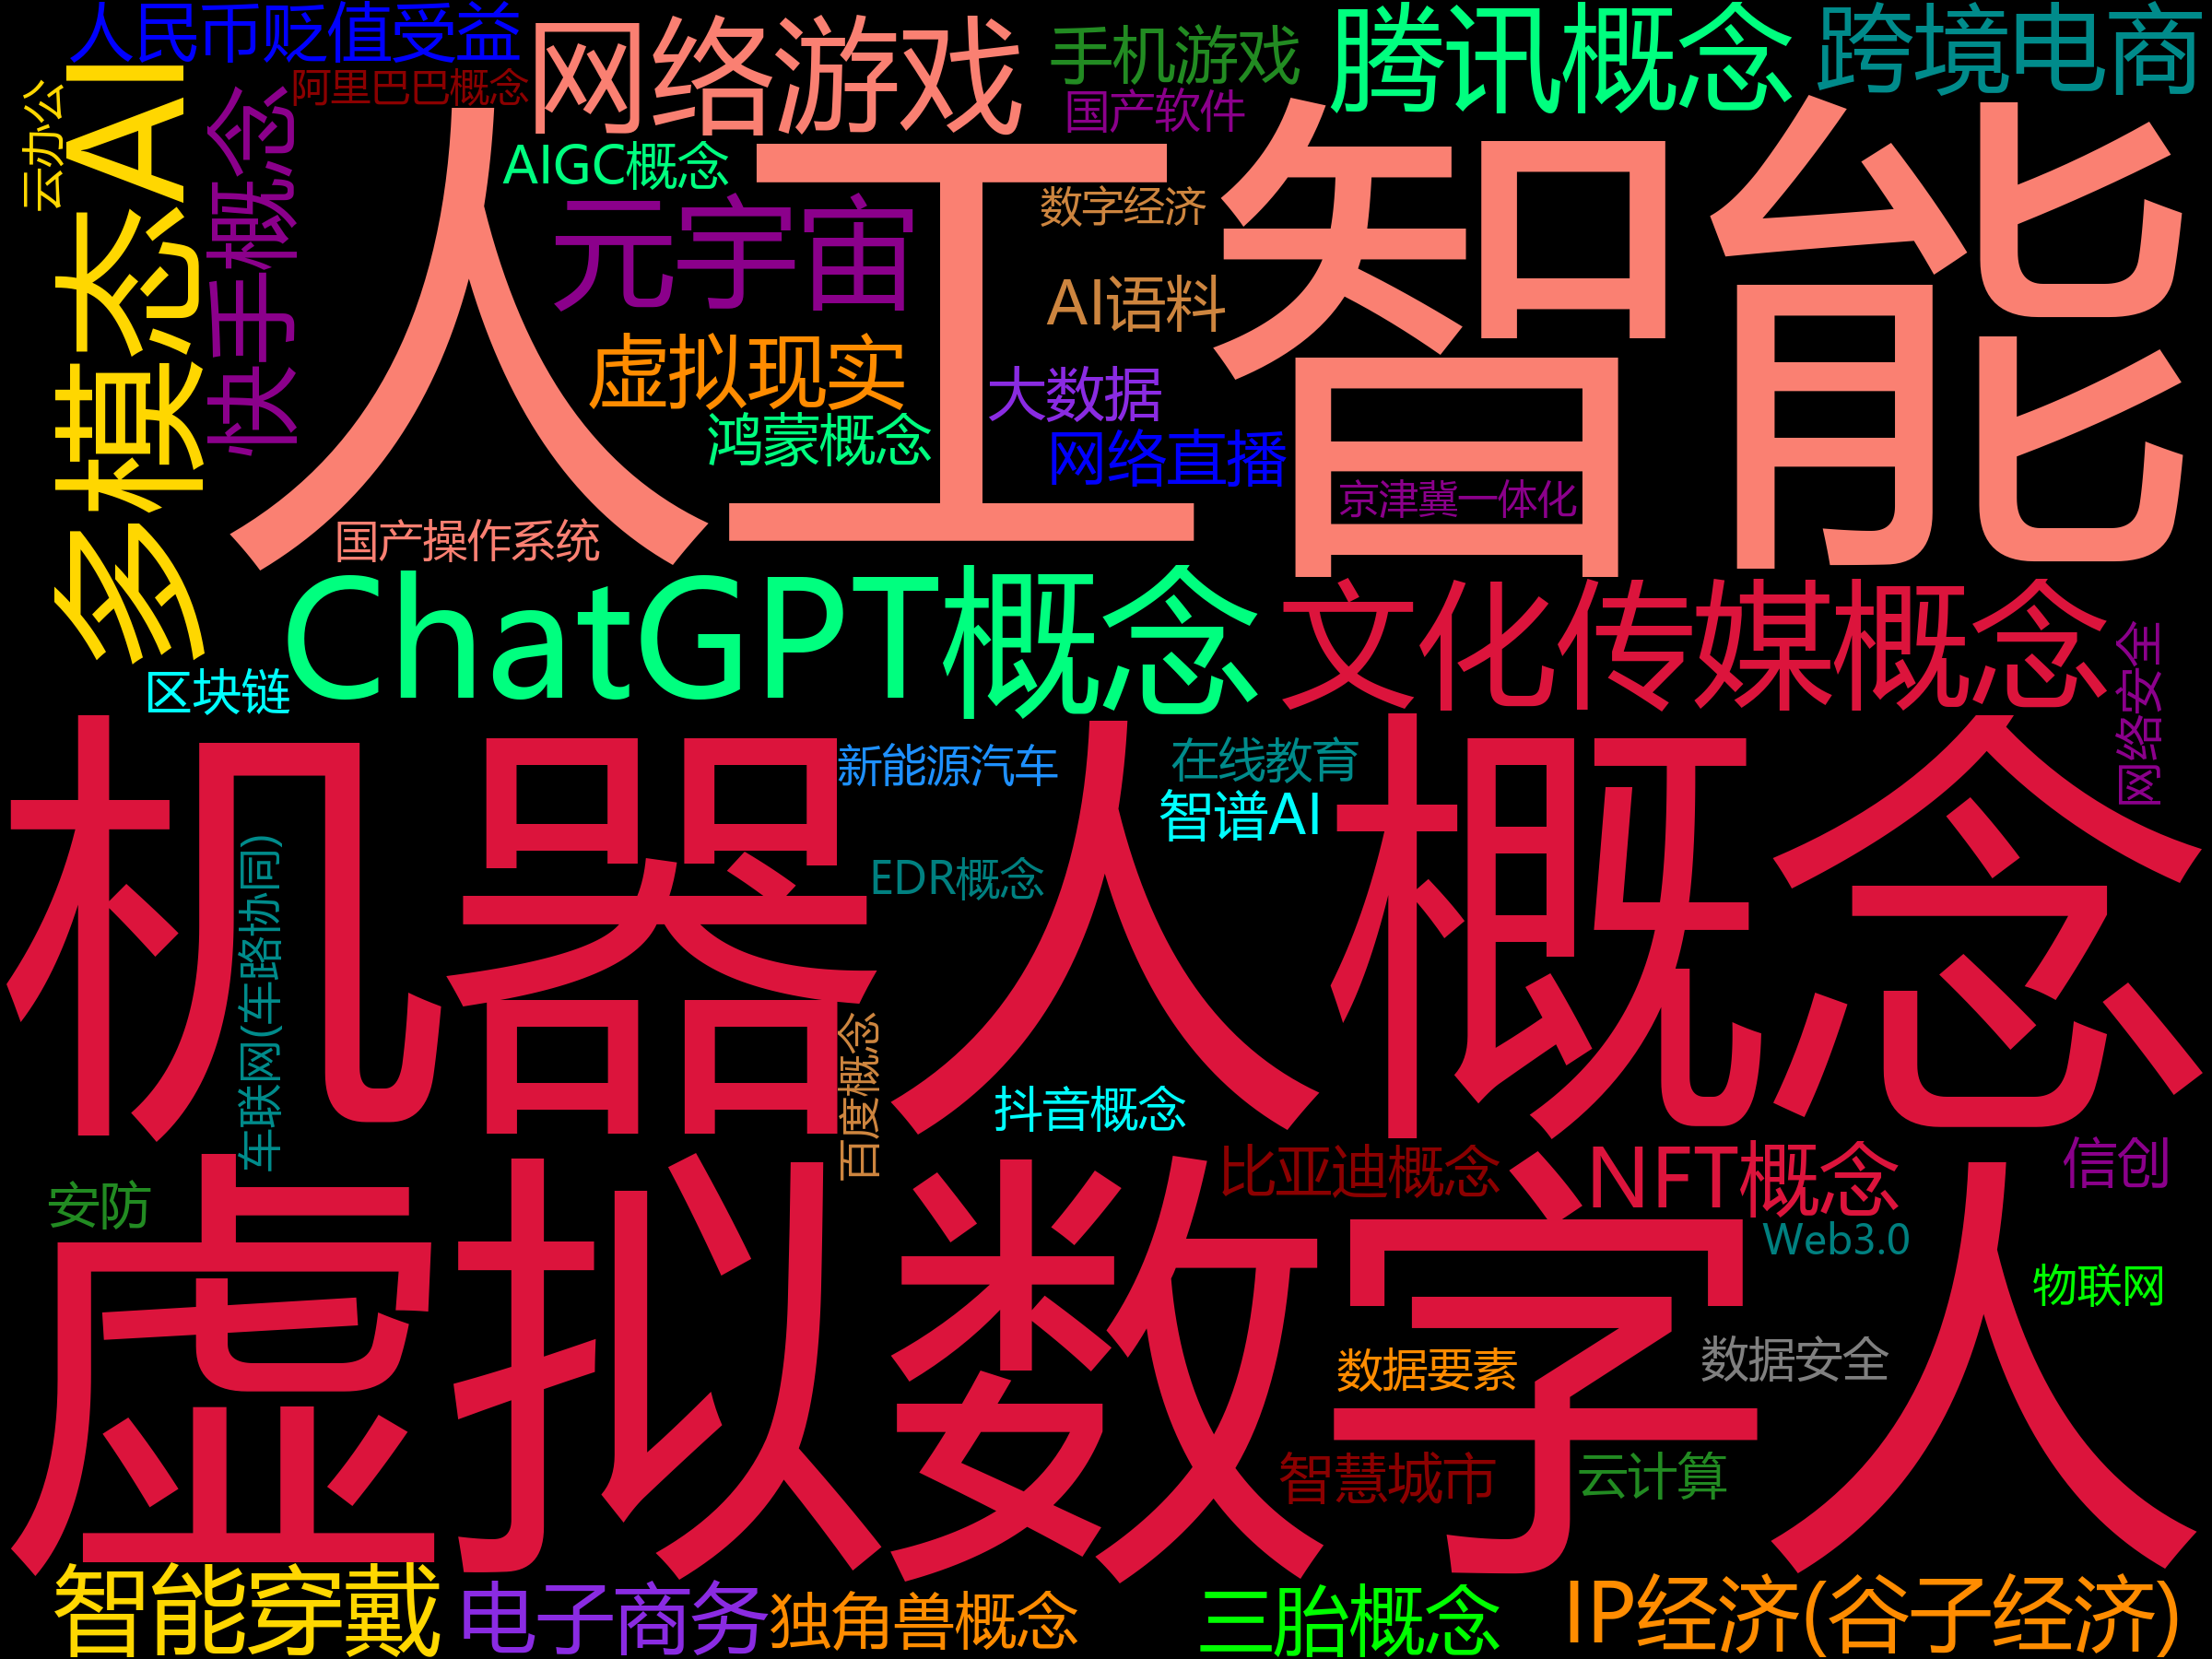 人民币贬值受益
阿里巴巴概念
网络游戏
手机游戏
国产软件
腾讯概念
跨境电商
云办公
多模态AI
快手概念
人工智能
AIGC概念
元宇宙
数字经济
AI语料
虚拟现实
大数据
鸿蒙概念
网络直播
京津冀一体化
国产操作系统
ChatGPT概念
文化传媒概念
网络安全
区块链
机器人概念
新能源汽车
在线教育
智谱AI
EDR概念
车联网(车路协同)
百度概念
抖音概念
比亚迪概念
NFT概念
信创
安防
Web3.0
物联网
虚拟数字人
数据要素
数据安全
智慧城市
云计算
智能穿戴
电子商务
独角兽概念
三胎概念
IP经济(谷子经济)